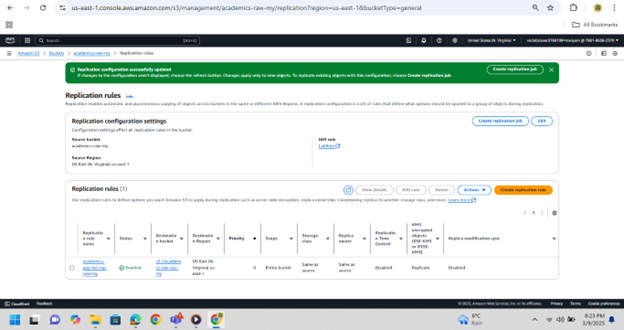 us-east-1.console.aws.amazon.com/s3/management/academics-raw-my/replication?region=us-east-1&bucketType=general
All Bookmarks
Search
[Alt+S]
United States (N. Virginia)
Amazon S3 > Buckets > academics-raw-my > Replication rules
Replication configuration successfully updated
If changes to the configuration aren't displayed, choose the refresh button. Changes apply only to new objects. To replicate existing objects with this configuration, choose Create replication job.
Create replication job
Replication rules Info
Replication enables automatic and asynchronous copying of objects across buckets in the same or different AWS Regions. A replication configuration is a set of rules that define what options should be applied to a group of objects during replication.
Replication configuration settings
Create replication job
Edit
Configuration settings affect all replication rules in the bucket.
Source bucket
academics-raw-my
IAM role
LabRole
Source Region
US East (N. Virginia) us-east-1
Replication rules (1)
View details
Edit rule
Delete
Actions
Create replication rule
Use replication rules to define options you want Amazon S3 to apply during replication such as server-side encryption, replica ownership, transitioning replicas to another storage class, and more. Learn more
1
Replication rule name
Status
Destination bucket
Destination Region
Priority
Scope
Storage class
Replica owner
Replication Time Control
KMS-encrypted objects (SSE-KMS or DSSE-KMS)
Replica modification sync
Enabled
US East (N. Virginia) us-east-1
0
Entire bucket
Same as source
Same as source
Disabled
Replicate
Disabled
CloudShell
Feedback
© 2025, Amazon Web Services, Inc. or its affiliates.
Privacy
Terms
Cookie preferences
6°C
Rain
8:23 PM
3/9/2025